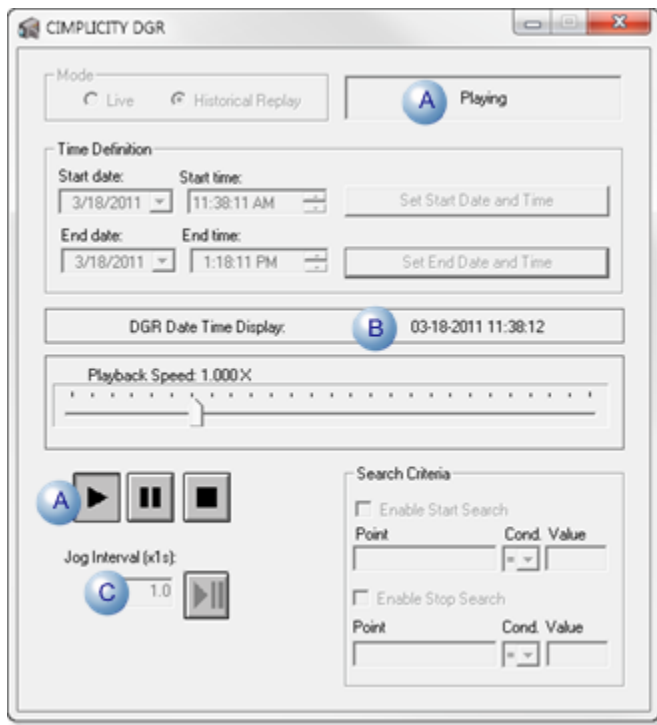 CIMPLICITY DGR
Mode
Live Historical Replay
A Playing
Time Definition
Start date: Start time:
3/18/2011 11:38:11 AM Set Start Date and Time
End date: End time:
3/18/2011 1:18:11 PM Set End Date and Time
DGR Date Time Display: B 03-18-2011 11:38:12
Playback Speed: 1.000 X
A
Jog Interval (x1s):
C 1.0
Search Criteria
Enable Start Search
Point Cond. Value
=
Enable Stop Search
Point Cond. Value
=